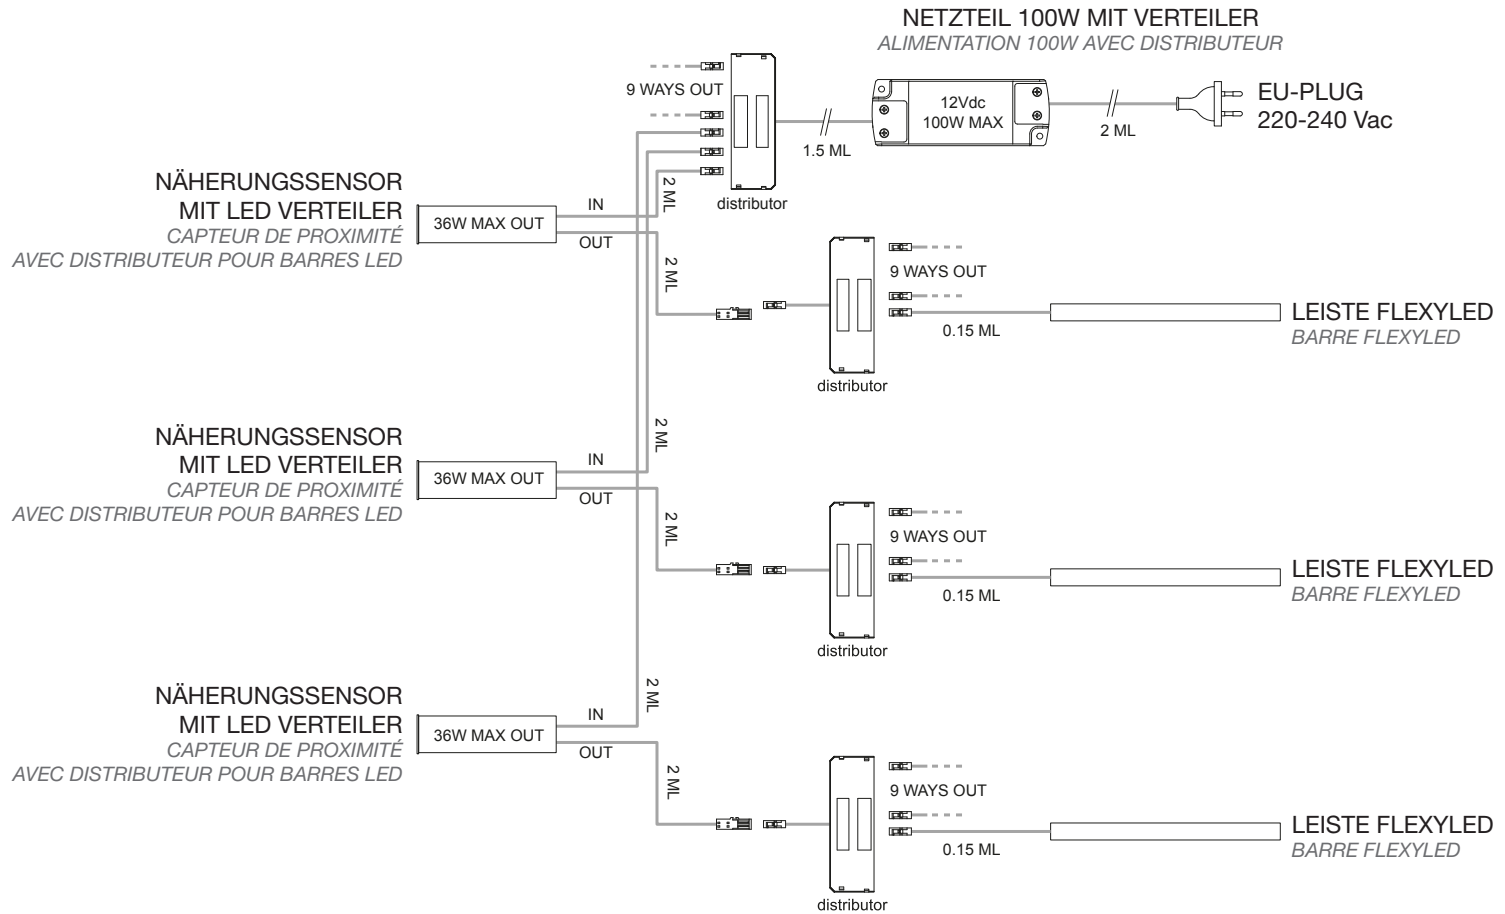 NETZTEIL 100W MIT VERTEILER
ALIMENTATION 100W AVEC DISTRIBUTEUR
9 WAYS OUT
12Vdc
100W MAX
EU-PLUG
220-240 Vac
1.5 ML
2 ML
distributor
NÄHERUNGSSENSOR
MIT LED VERTEILER
CAPTEUR DE PROXIMITÉ
AVEC DISTRIBUTEUR POUR BARRES LED
36W MAX OUT
IN
OUT
2 ML
2 ML
9 WAYS OUT
0.15 ML
distributor
LEISTE FLEXYLED
BARRE FLEXYLED
NÄHERUNGSSENSOR
MIT LED VERTEILER
CAPTEUR DE PROXIMITÉ
AVEC DISTRIBUTEUR POUR BARRES LED
36W MAX OUT
IN
OUT
2 ML
2 ML
9 WAYS OUT
0.15 ML
distributor
LEISTE FLEXYLED
BARRE FLEXYLED
NÄHERUNGSSENSOR
MIT LED VERTEILER
CAPTEUR DE PROXIMITÉ
AVEC DISTRIBUTEUR POUR BARRES LED
36W MAX OUT
IN
OUT
2 ML
2 ML
9 WAYS OUT
0.15 ML
distributor
LEISTE FLEXYLED
BARRE FLEXYLED